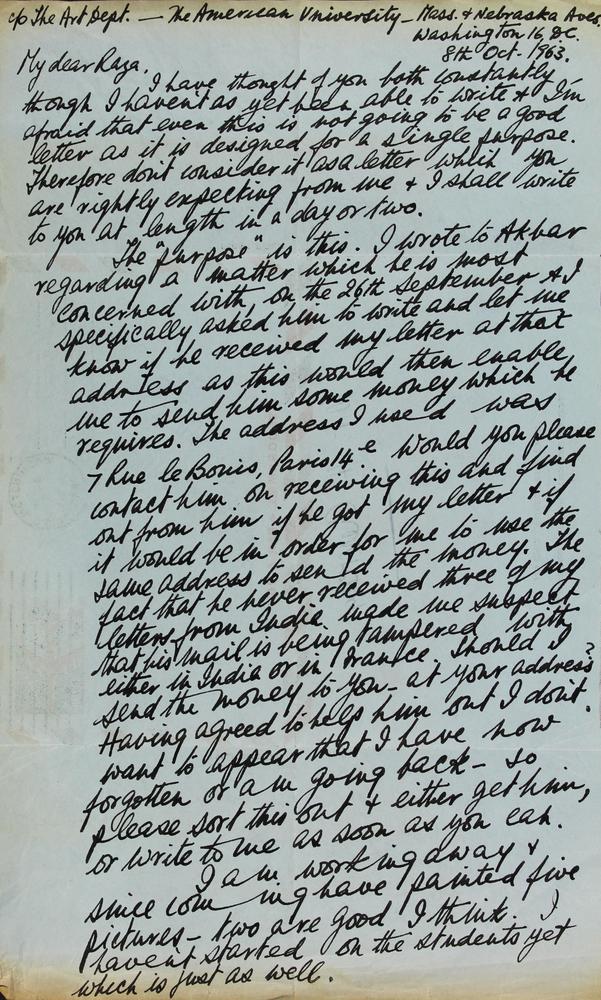 c/o The Art Dept. — The American University — Mass. & Nebraska Aves.
Washington 16, D.C.
8th Oct. 1963.
My dear Raza,
I have thought of you both constantly
though I havent as yet been able to write & I'm
afraid that even this is not going to be a good
letter as it is designed for a single purpose.
Therefore dont consider it as a letter which you
are rightly expecting from me & I shall write
to you at length in a day or two.
The "purpose" is this. I wrote to Akbar
regarding a matter which he is most
concerned with, on the 26th September & I
specifically asked him to write and let me
know if he received my letter at that
address as this would then enable
me to send him some money which he
requires. The address I used was
7 Rue le Bouis, Paris 14e. Would you please
contact him on receiving this and find
out from him if he got my letter & if
it would be in order for me to use the
same address to send the money. The
fact that he never received three of my
letters from India made me suspect
that his mail is being tampered with
either in India or in France. Should I
send the money to you - at your address?
Having agreed to help him out I don't
want to appear that I have now
forgotten or am going back - so
please sort this out & either get him,
or write to me as soon as you can.
I am working away &
since coming have painted five
pictures - two are good I think. I
havent started on the students yet
which is just as well.